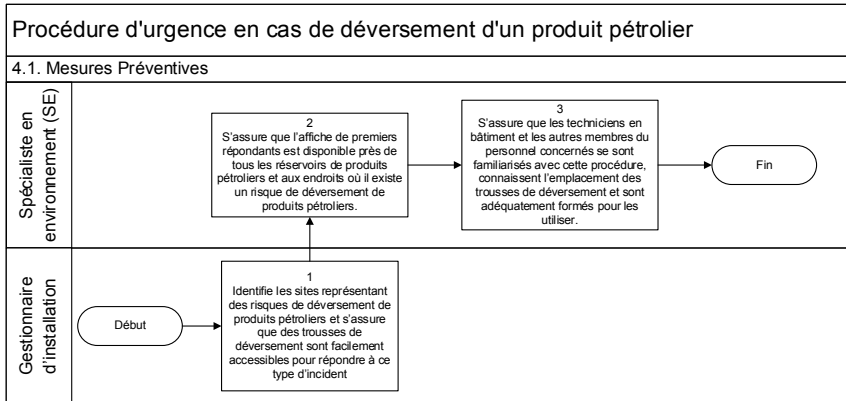 Procédure d'urgence en cas de déversement d'un produit pétrolier
4.1. Mesures Préventives
Spécialiste en
environnement (SE)
2
S'assure que l'affiche de premiers
répondants est disponible près de
tous les réservoirs de produits
pétroliers et aux endroits où il existe
un risque de déversement de
produits pétroliers.
3
S'assure que les techniciens en
bâtiment et les autres membres du
personnel concernés se sont
familiarisés avec cette procédure,
connaissent l'emplacement des
trousses de déversement et sont
adéquatement formés pour les
utiliser.
Fin
Gestionnaire
d'installation
Début
1
Identifie les sites représentant
des risques de déversement de
produits pétroliers et s'assure
que des trousses de
déversement sont facilement
accessibles pour répondre à ce
type d'incident